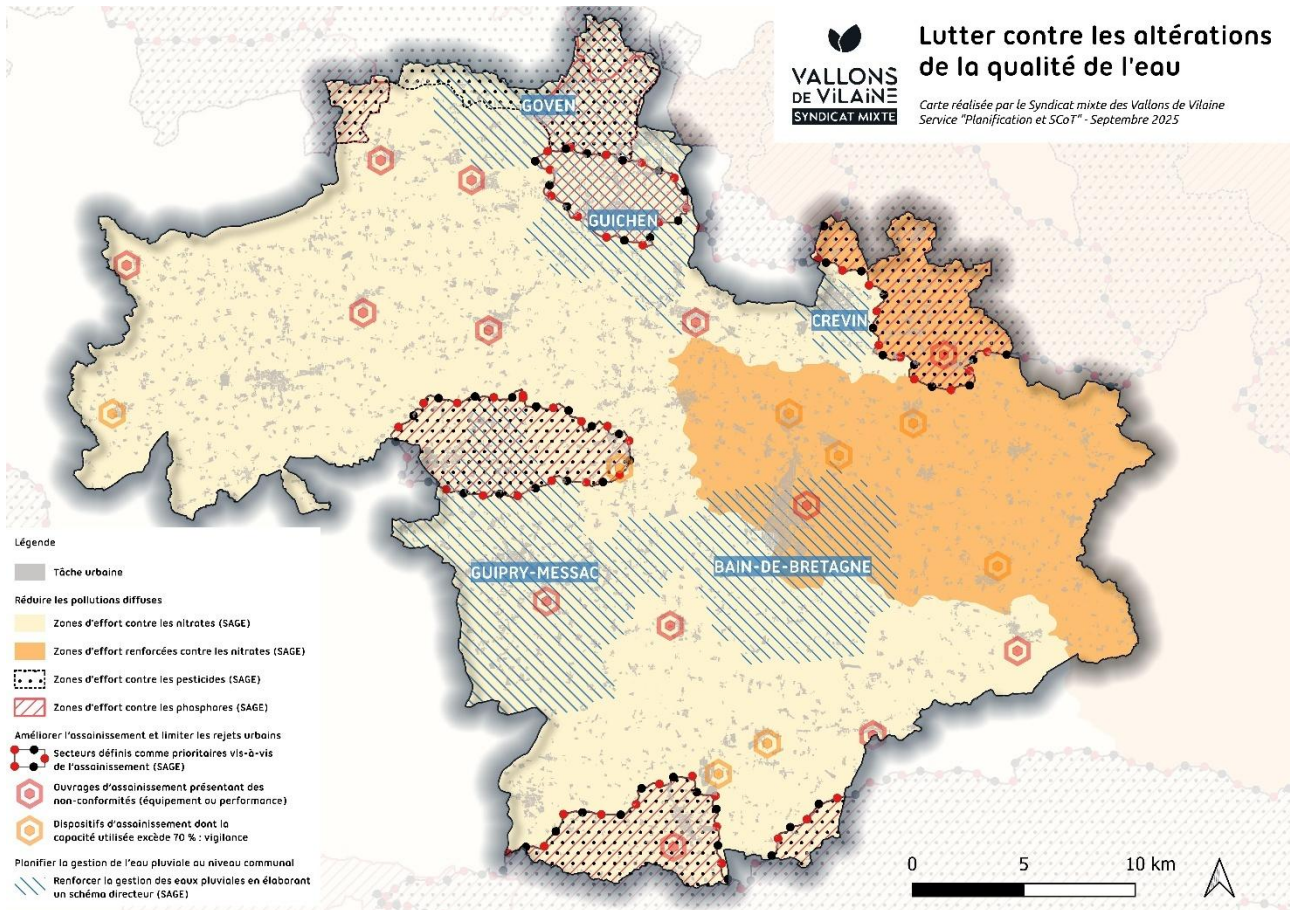 Lutter contre les altérations
de la qualité de l'eau
VALLONS
DE ViLAiNE
SYNDICAT MIXTE
Carte réalisée par le Syndicat mixte des Vallons de Vilaine
Service "Planification et SCoT" - Septembre 2025
GOVEN
GUICHEN
CREVIN
GUIPRY-MESSAC
BAIN-DE-BRETAGNE
Légende
Tâche urbaine
Réduire les pollutions diffuses
Zones d'effort contre les nitrates (SAGE)
Zones d'effort renforcées contre les nitrates (SAGE)
Zones d'effort contre les pesticides (SAGE)
Zones d'effort contre les phosphores (SAGE)
Améliorer l'assainissement et limiter les rejets urbains
Secteurs définis comme prioritaires vis-à-vis
de l'assainissement (SAGE)
Ouvrages d'assainissement présentant des
non-conformités (équipement ou performance)
Dispositifs d'assainissement dont la
capacité utilisée excède 70 % : vigilance
Planifier la gestion de l'eau pluviale au niveau communal
Renforcer la gestion des eaux pluviales en élaborant
un schéma directeur (SAGE)
0 5 10 km